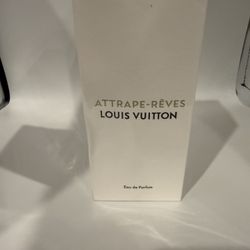 ATTRAPE-RÊVES
LOUIS VUITTON
Eau de Parfum